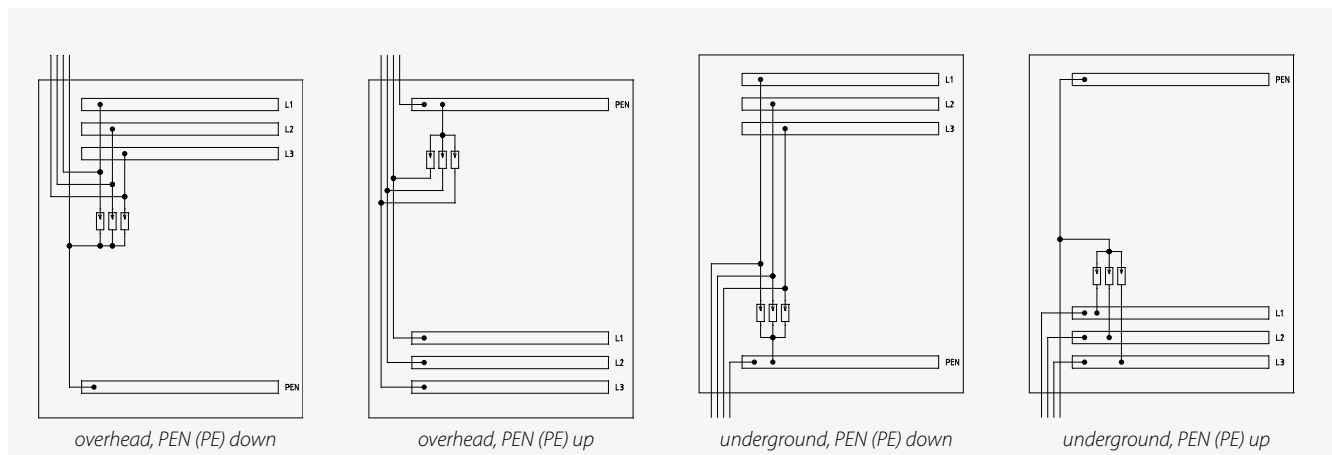 L1
L2
L3
PEN
overhead, PEN (PE) down
PEN
L1
L2
L3
overhead, PEN (PE) up
L1
L2
L3
PEN
underground, PEN (PE) down
PEN
L1
L2
L3
underground, PEN (PE) up